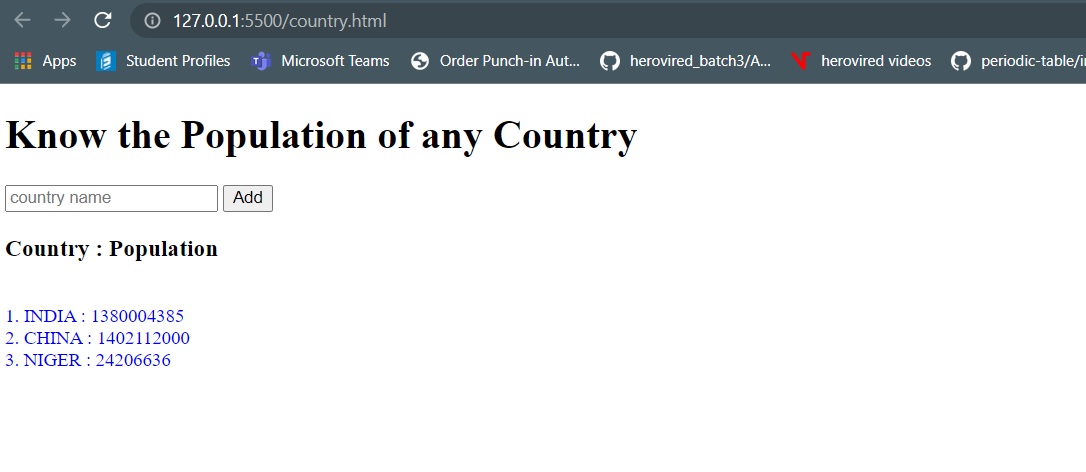 127.0.0.1:5500/country.html
Apps Student Profiles Microsoft Teams Order Punch-in Aut... herovired_batch3/A... herovired videos periodic-table/i
Know the Population of any Country
country name Add
Country : Population
1. INDIA : 1380004385
2. CHINA : 1402112000
3. NIGER : 24206636